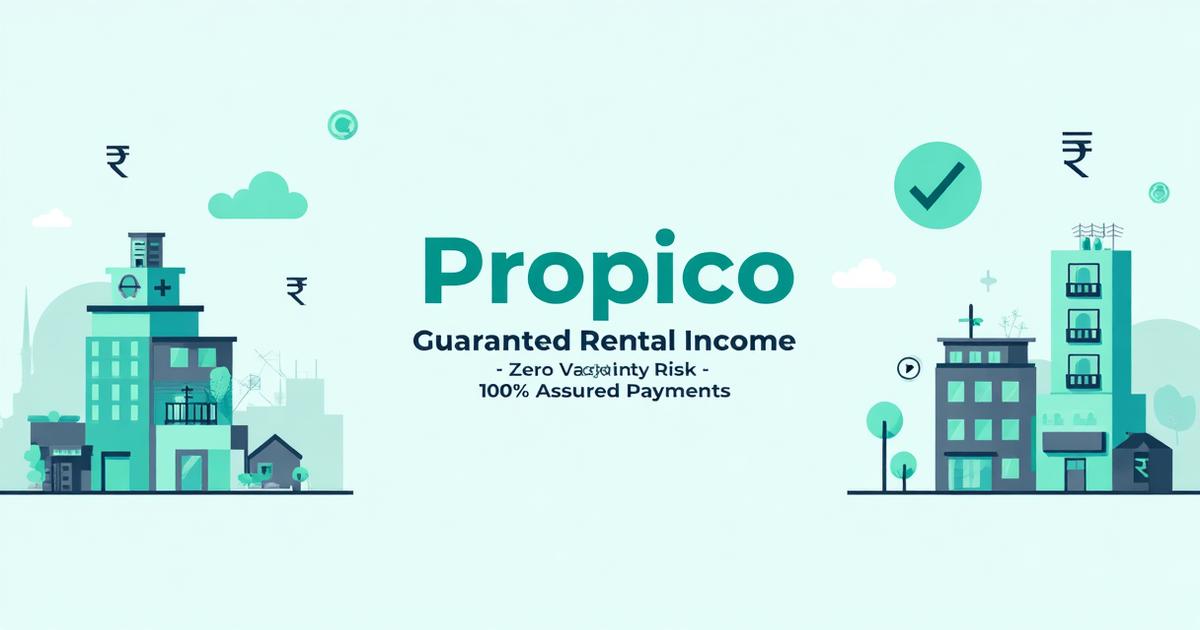 Propico
Guaranted Rental Income
- Zero Risk -
100% Assured Payments
₹
₹
₹
₹